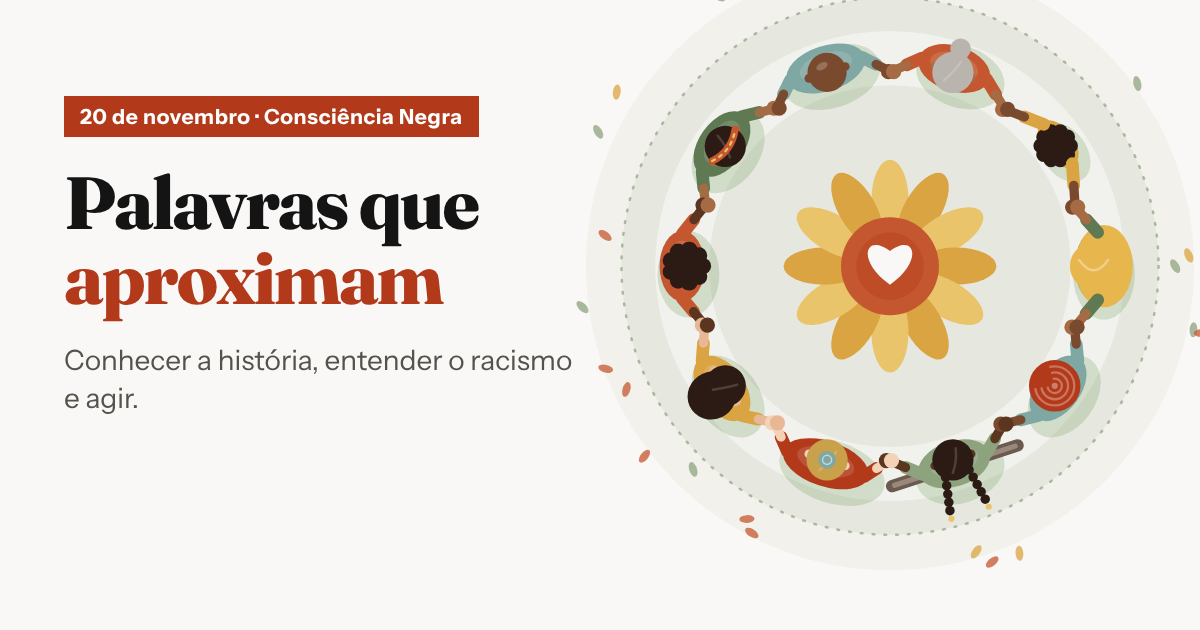 20 de novembro · Consciência Negra
Palavras que
aproximam
Conhecer a história, entender o racismo
e agir.